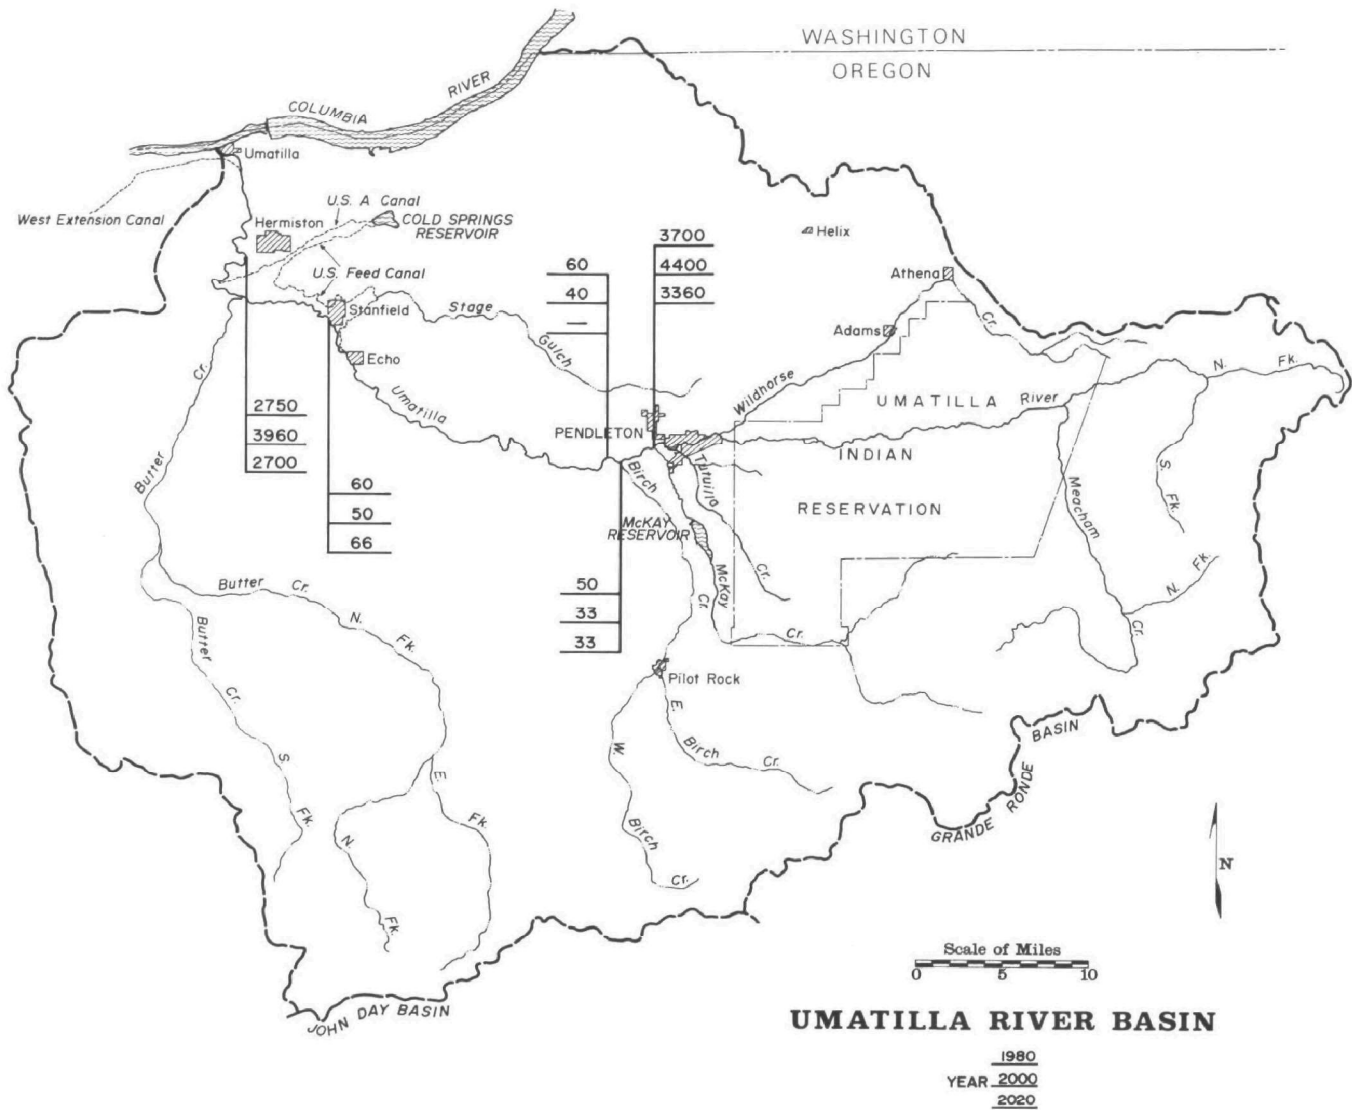 WASHINGTON
OREGON
COLUMBIA RIVER
Umatilla
West Extension Canal
U.S. A Canal
Hermiston
COLD SPRINGS
RESERVOIR
U.S. Feed Canal
Stanfield
Echo
Stage Gulch
Umatilla
Helix
Athena
Adams
Cr.
Wildhorse
60
40
—
3700
4400
3360
UMATILLA
River
INDIAN
RESERVATION
N. Fk.
S. Fk.
Meacham
Cr.
N. Fk.
PENDLETON
Tutuilla
Cr.
Birch
Cr.
McKAY
RESERVOIR
McKay
Cr.
2750
3960
2700
60
50
66
50
33
33
Butter
Cr.
Butter Cr. N. Fk.
Butter
Cr.
S.
Fk.
E.
Fk.
N.
Fk.
Pilot Rock
E.
Birch Cr.
W.
Birch
Cr.
GRANDE RONDE BASIN
JOHN DAY BASIN
N
Scale of Miles
0 5 10
UMATILLA RIVER BASIN
1980
YEAR 2000
2020